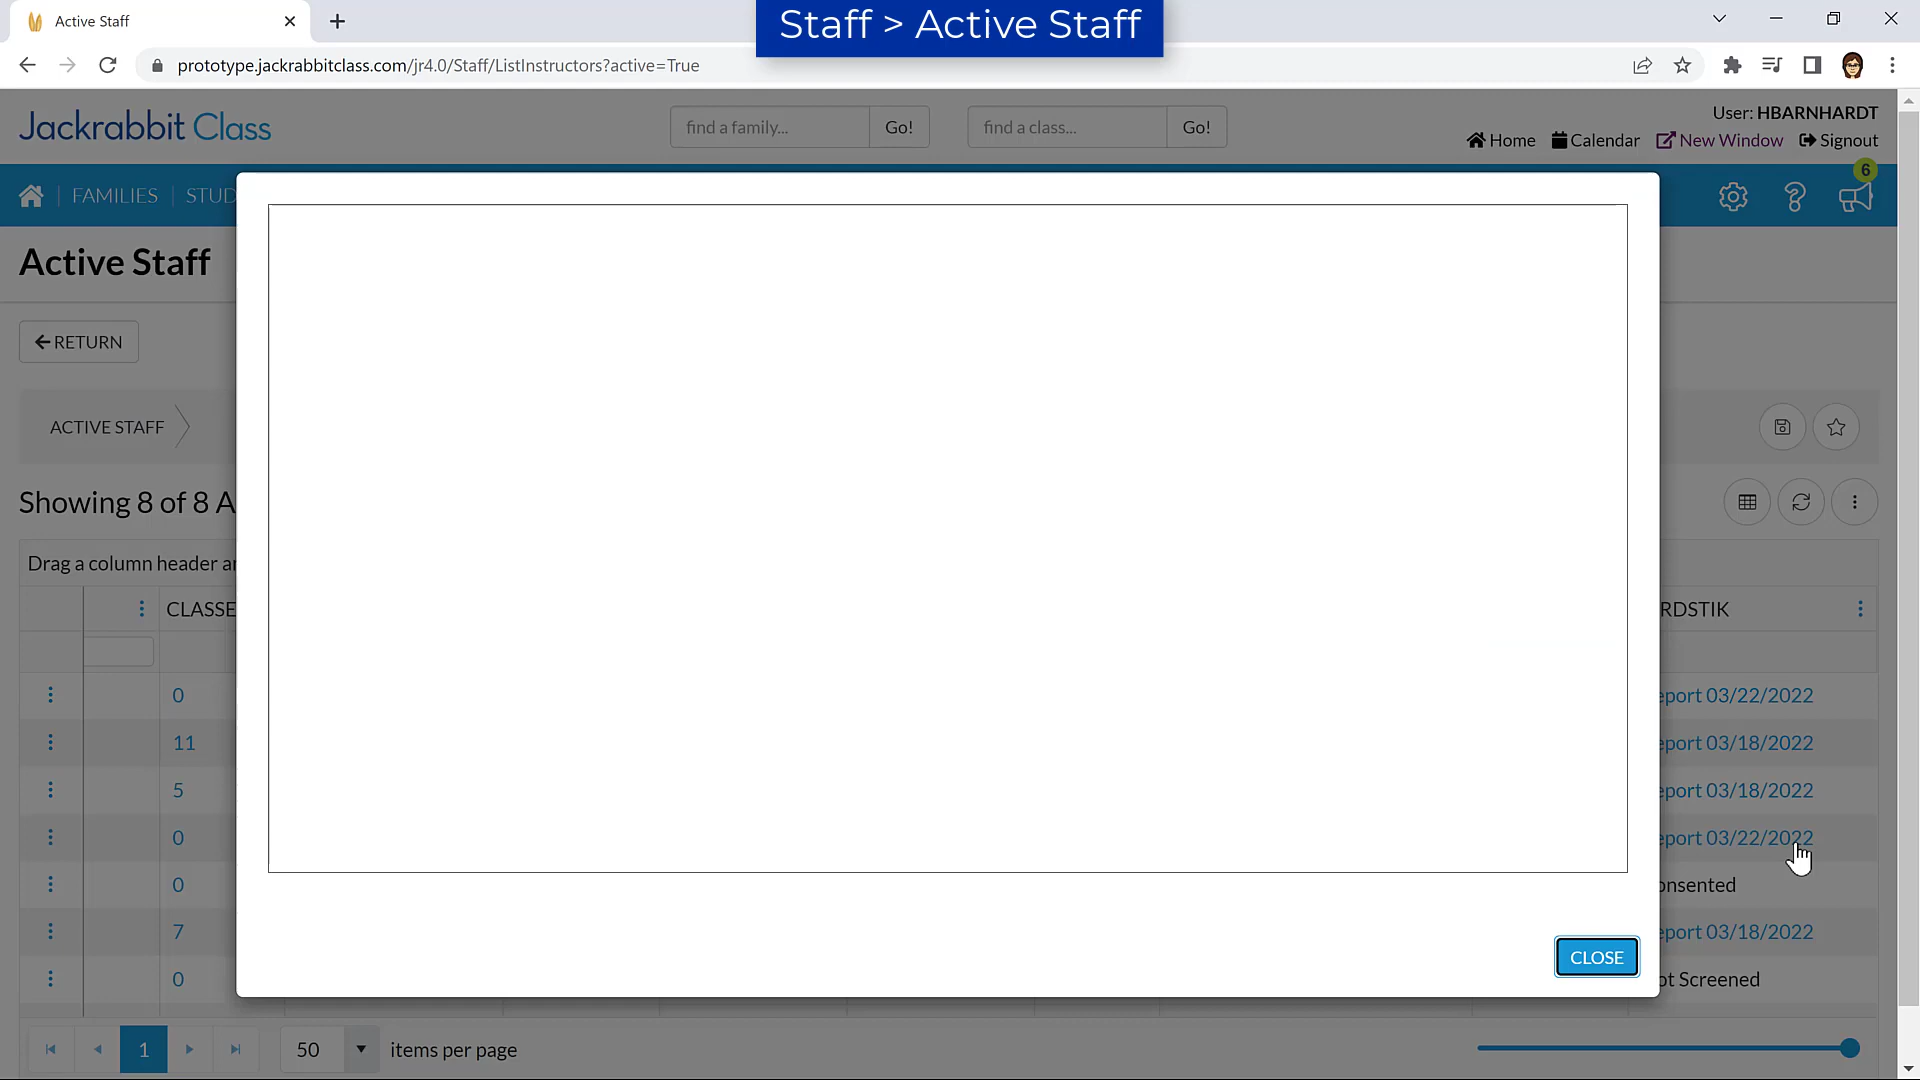 Active Staff
Staff > Active Staff
prototype.jackrabbitclass.com/jr4.0/Staff/ListInstructors?active=True
Jackrabbit Class
find a family...
Go!
find a class...
Go!
User: HBARNHARDT
Home
Calendar
New Window
Signout
FAMILIES
STUD
6
Active Staff
RETURN
ACTIVE STAFF
Showing 8 of 8 A
Drag a column header a
CLASSE
RDSTIK
0
eport 03/22/2022
11
eport 03/18/2022
5
eport 03/18/2022
0
eport 03/22/2022
0
onsented
7
eport 03/18/2022
0
ot Screened
CLOSE
1
50
items per page